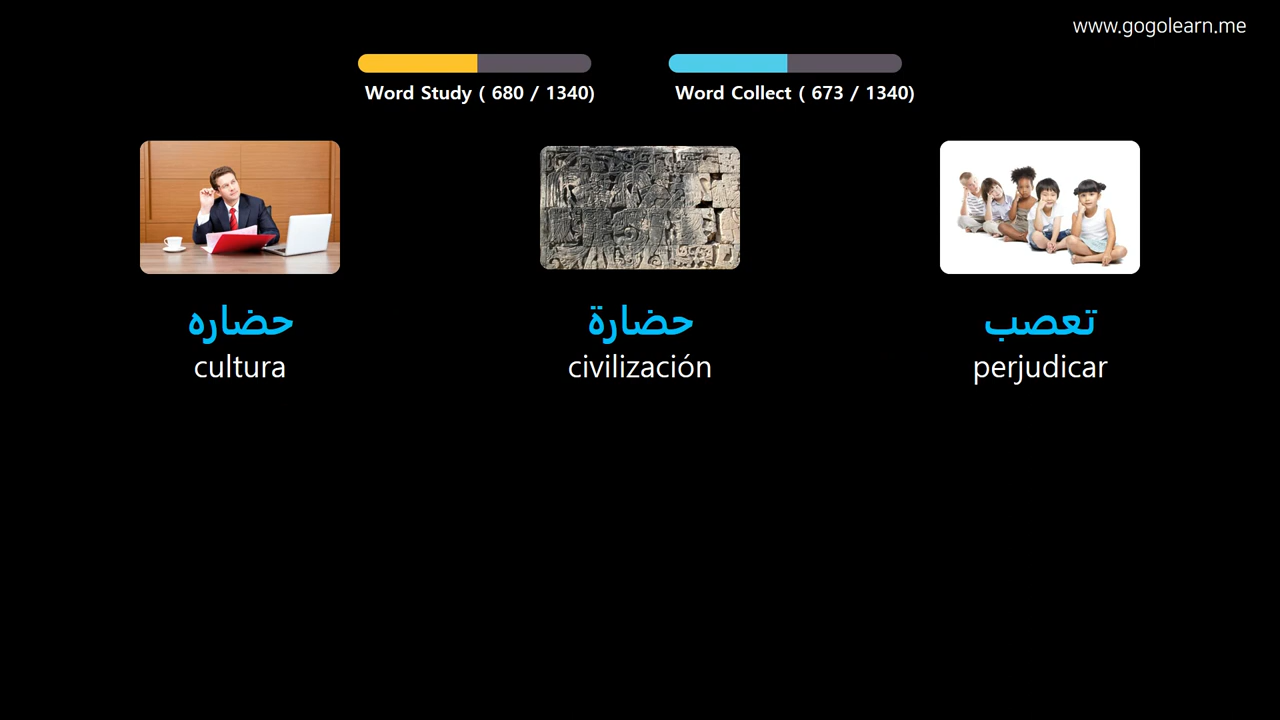 www.gogolearn.me
Word Study ( 680 / 1340)
Word Collect ( 673 / 1340)
حضاره
cultura
حضارة
civilización
تعصب
perjudicar